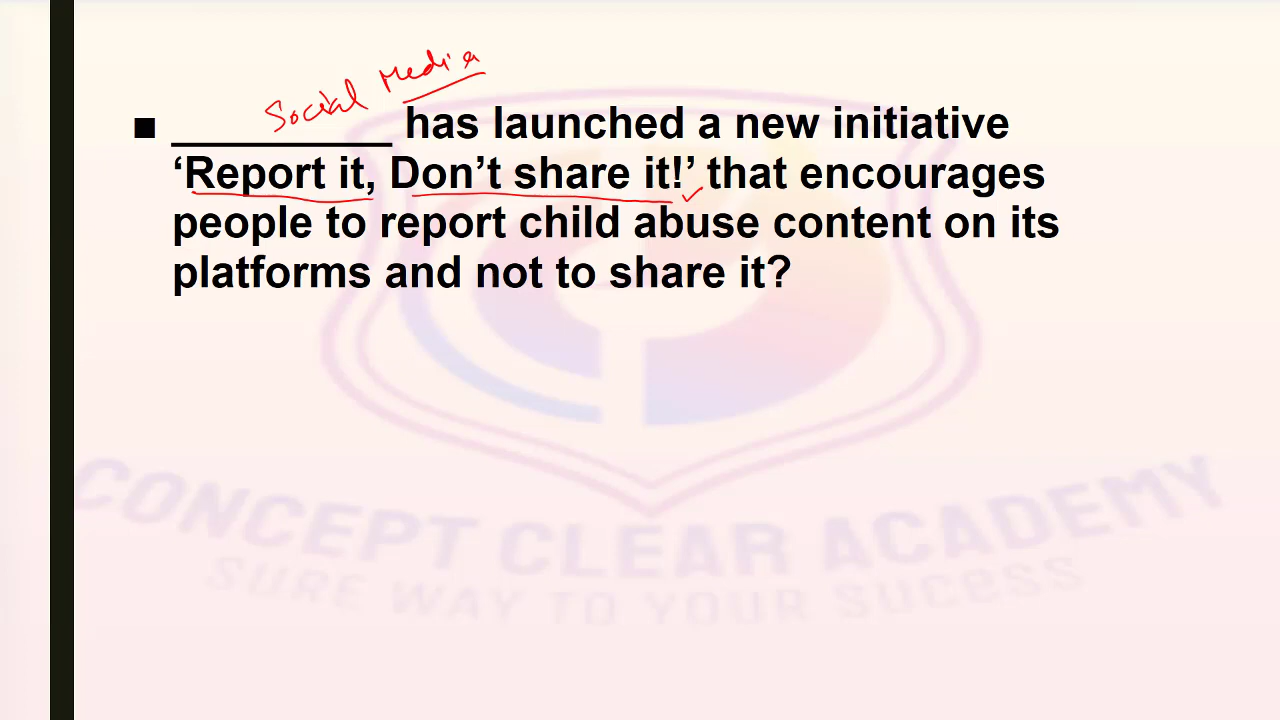 Social Media
■ _________ has launched a new initiative
‘Report it, Don’t share it!’ that encourages
people to report child abuse content on its
platforms and not to share it?
CONCEPT CLEAR ACADEMY
SURE WAY TO YOUR SUCESS